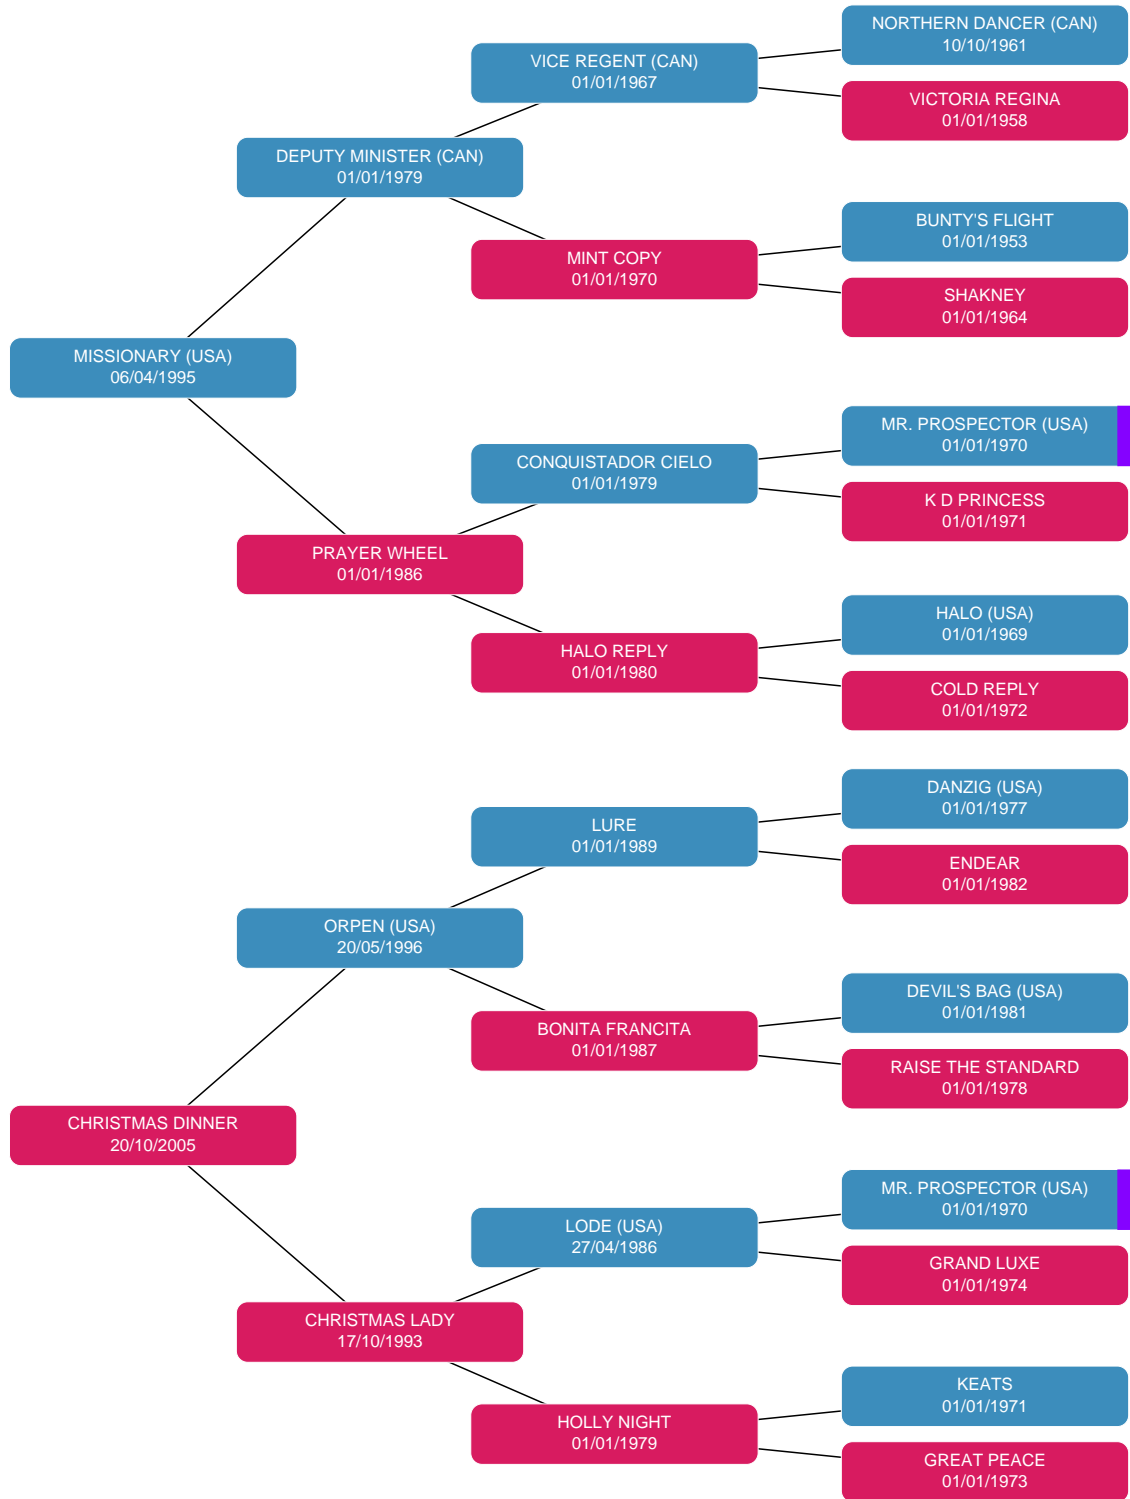 NORTHERN DANCER (CAN)
10/10/1961
VICE REGENT (CAN)
01/01/1967
VICTORIA REGINA
01/01/1958
DEPUTY MINISTER (CAN)
01/01/1979
BUNTY'S FLIGHT
01/01/1953
MINT COPY
01/01/1970
SHAKNEY
01/01/1964
MISSIONARY (USA)
06/04/1995
MR. PROSPECTOR (USA)
01/01/1970
CONQUISTADOR CIELO
01/01/1979
K D PRINCESS
01/01/1971
PRAYER WHEEL
01/01/1986
HALO (USA)
01/01/1969
HALO REPLY
01/01/1980
COLD REPLY
01/01/1972
DANZIG (USA)
01/01/1977
LURE
01/01/1989
ENDEAR
01/01/1982
ORPEN (USA)
20/05/1996
DEVIL'S BAG (USA)
01/01/1981
BONITA FRANCITA
01/01/1987
RAISE THE STANDARD
01/01/1978
CHRISTMAS DINNER
20/10/2005
MR. PROSPECTOR (USA)
01/01/1970
LODE (USA)
27/04/1986
GRAND LUXE
01/01/1974
CHRISTMAS LADY
17/10/1993
KEATS
01/01/1971
HOLLY NIGHT
01/01/1979
GREAT PEACE
01/01/1973